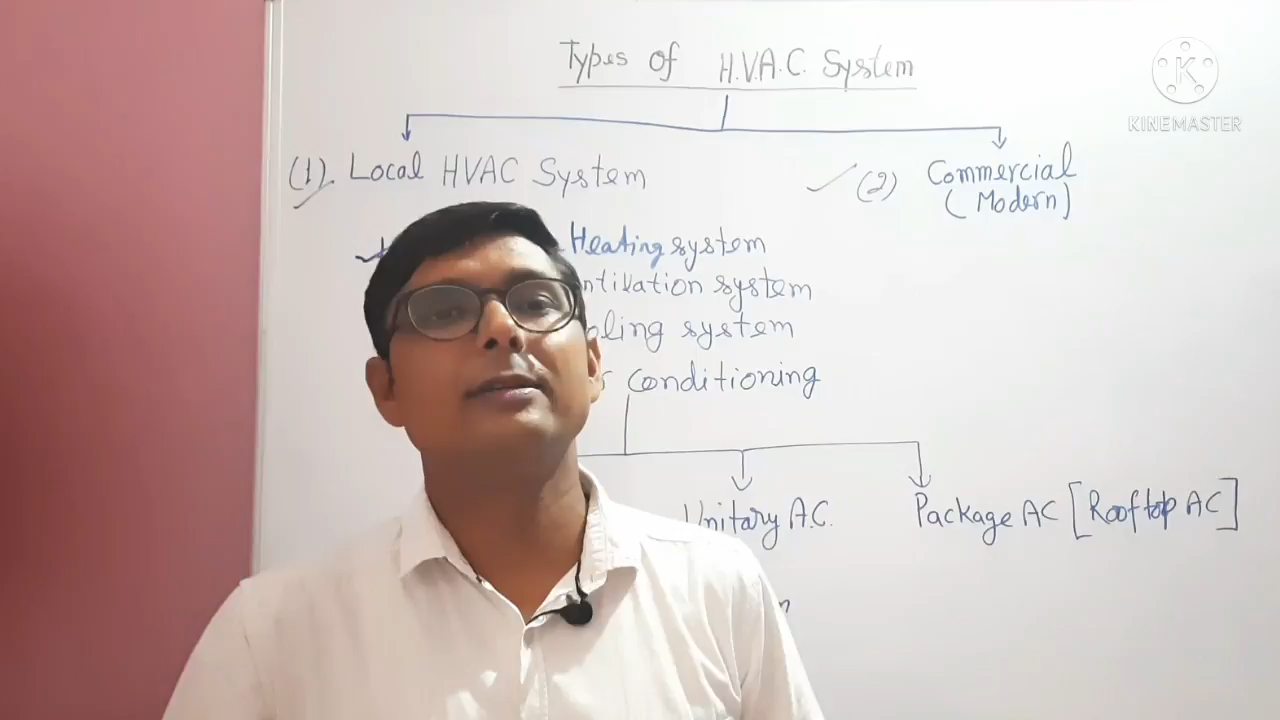 Types of H.V.A.C. System
K
KINEMASTER
(1). Local HVAC System
(2) Commercial
(Modern)
Heating system
ntilation system
oling system
conditioning
Unitary A.C.
Package AC [Rooftop AC]